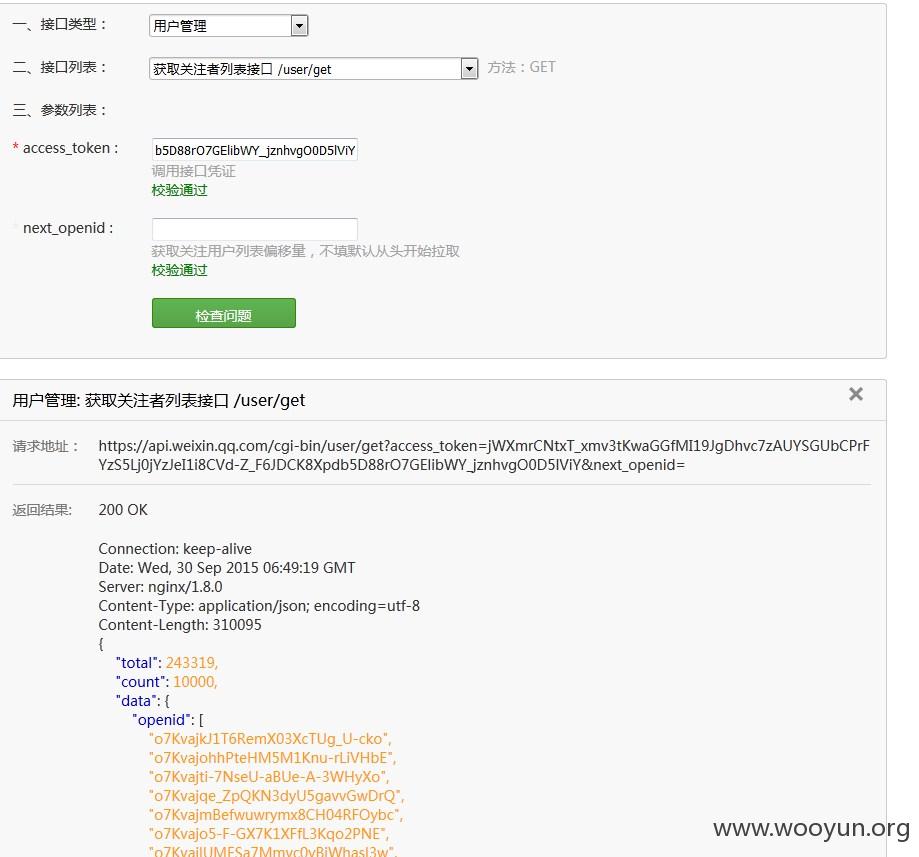 一、接口类型： 用户管理
二、接口列表： 获取关注者列表接口 /user/get 方法：GET
三、参数列表：
* access_token : b5D88rO7GElibWY_jznhvgO0D5lViY
调用接口凭证
校验通过
* next_openid :
获取关注用户列表偏移量，不填默认从头开始拉取
校验通过
检查问题
用户管理: 获取关注者列表接口 /user/get
请求地址： https://api.weixin.qq.com/cgi-bin/user/get?access_token=jWXmrCNtxT_xmv3tKwaGGfMI19JgDhvc7zAUYSGUbCPrF
YzS5Lj0jYzJeI1i8CVd-Z_F6JDCK8Xpdb5D88rO7GElibWY_jznhvgO0D5lViY&next_openid=
返回结果: 200 OK
Connection: keep-alive
Date: Wed, 30 Sep 2015 06:49:19 GMT
Server: nginx/1.8.0
Content-Type: application/json; encoding=utf-8
Content-Length: 310095
{
"total": 243319,
"count": 10000,
"data": {
"openid": [
"o7KvajkJ1T6RemX03XcTUg_U-cko",
"o7KvajohhPteHM5M1Knu-rLiVHbE",
"o7Kvajti-7NseU-aBUe-A-3WHyXo",
"o7Kvajqe_ZpQKN3dyU5gavvGwDrQ",
"o7KvajmBefwuwrymx8CH04RFOybc",
"o7Kvajo5-F-GX7K1XFfL3Kqo2PNE",
"o7KvajlUMFSa7Mmvc0vBiWhasI3w",
www.wooyun.org